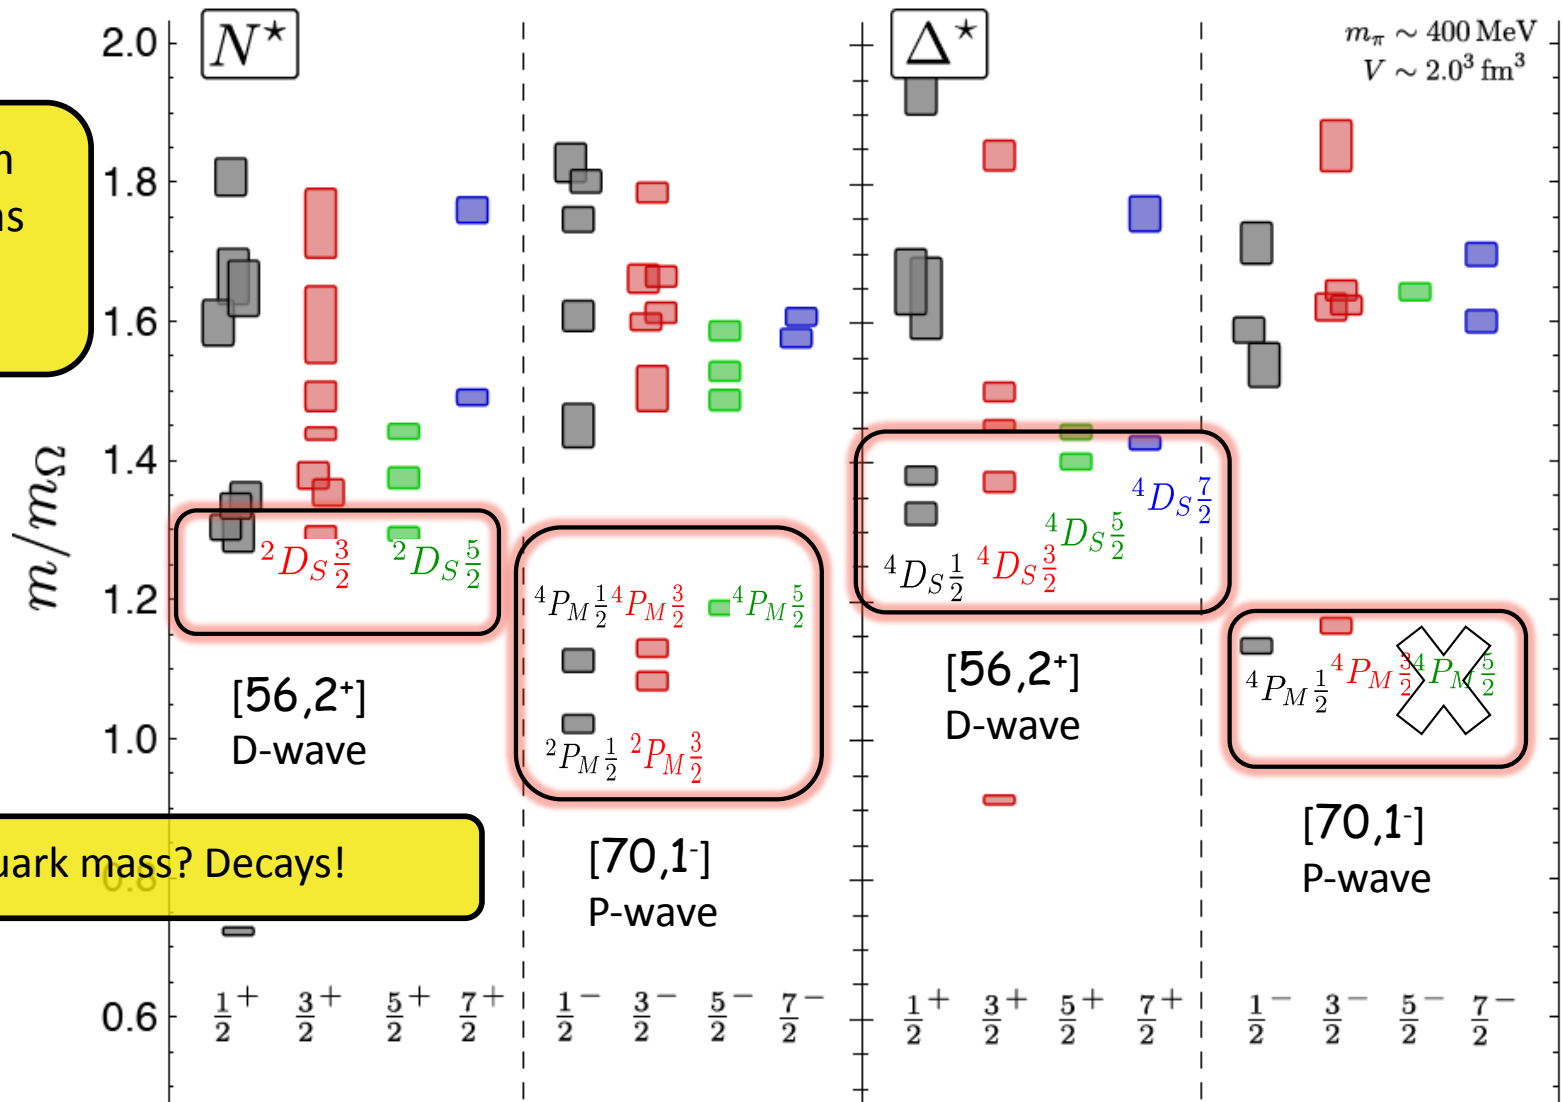 N⋆
Δ⋆
m_π ∼ 400 MeV
V ∼ 2.0³ fm³
2.0
1.8
1.6
1.4
1.2
1.0
0.8
0.6
m/m_Ω
²D_S 3/2 ²D_S 5/2
[56,2⁺]
D-wave
⁴P_M 1/2 ⁴P_M 3/2 ⁴P_M 5/2
²P_M 1/2 ²P_M 3/2
[70,1⁻]
P-wave
⁴D_S 1/2 ⁴D_S 3/2 ⁴D_S 5/2 ⁴D_S 7/2
[56,2⁺]
D-wave
⁴P_M 1/2 ⁴P_M 3/2 ⁴P_M 5/2
[70,1⁻]
P-wave
mass? Decays!
1/2⁺ 3/2⁺ 5/2⁺ 7/2⁺ 1/2⁻ 3/2⁻ 5/2⁻ 7/2⁻ 1/2⁺ 3/2⁺ 5/2⁺ 7/2⁺ 1/2⁻ 3/2⁻ 5/2⁻ 7/2⁻